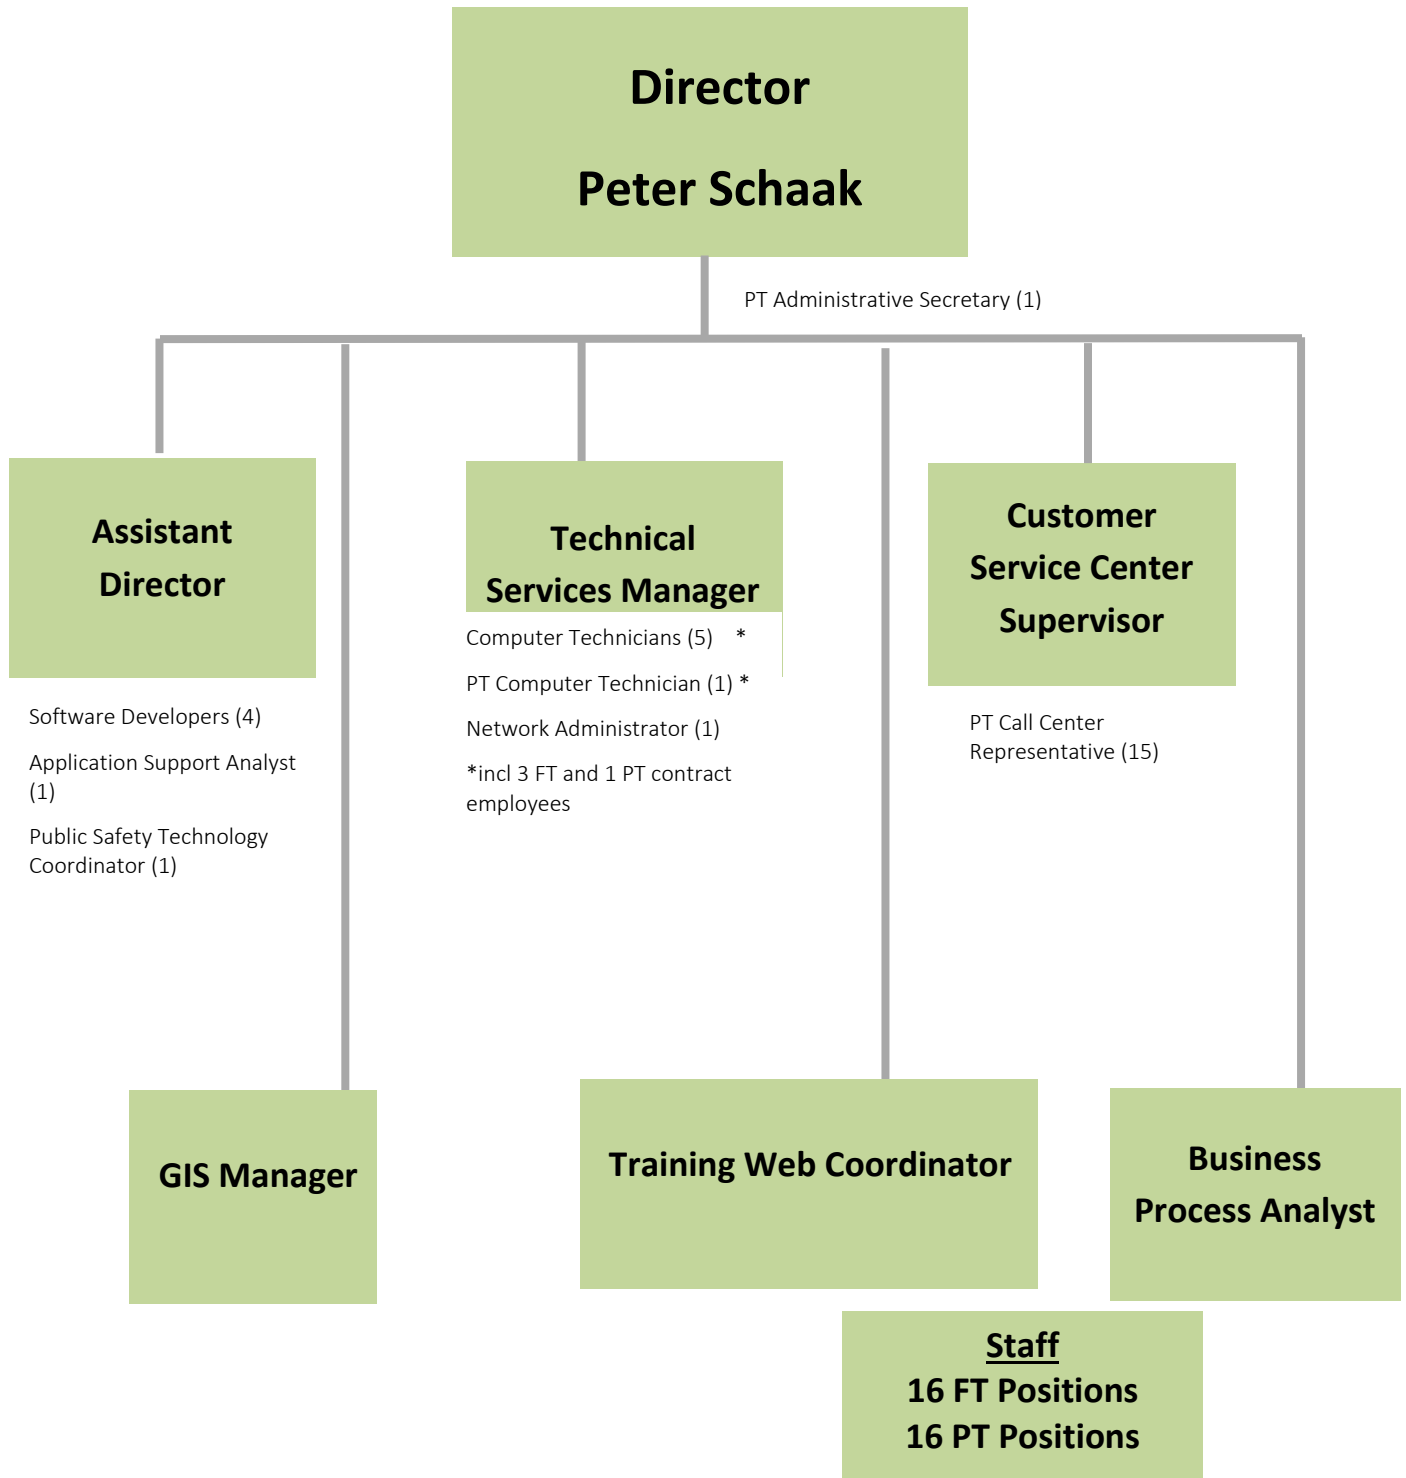 Director
Peter Schaak
PT Administrative Secretary (1)
Assistant
Director
Software Developers (4)
Application Support Analyst
(1)
Public Safety Technology
Coordinator (1)
Technical
Services Manager
Computer Technicians (5) *
PT Computer Technician (1) *
Network Administrator (1)
*incl 3 FT and 1 PT contract
employees
Customer
Service Center
Supervisor
PT Call Center
Representative (15)
GIS Manager
Training Web Coordinator
Business
Process Analyst
Staff
16 FT Positions
16 PT Positions